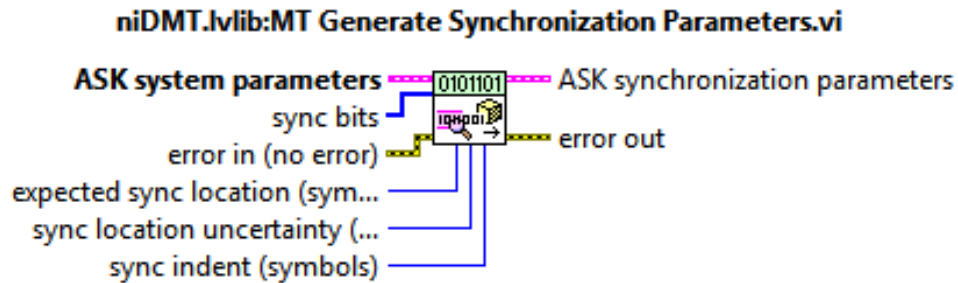 niDMT.lvlib:MT Generate Synchronization Parameters.vi
ASK system parameters
0101101
ASK synchronization parameters
sync bits
error in (no error)
error out
expected sync location (sym...
sync location uncertainty (...
sync indent (symbols)